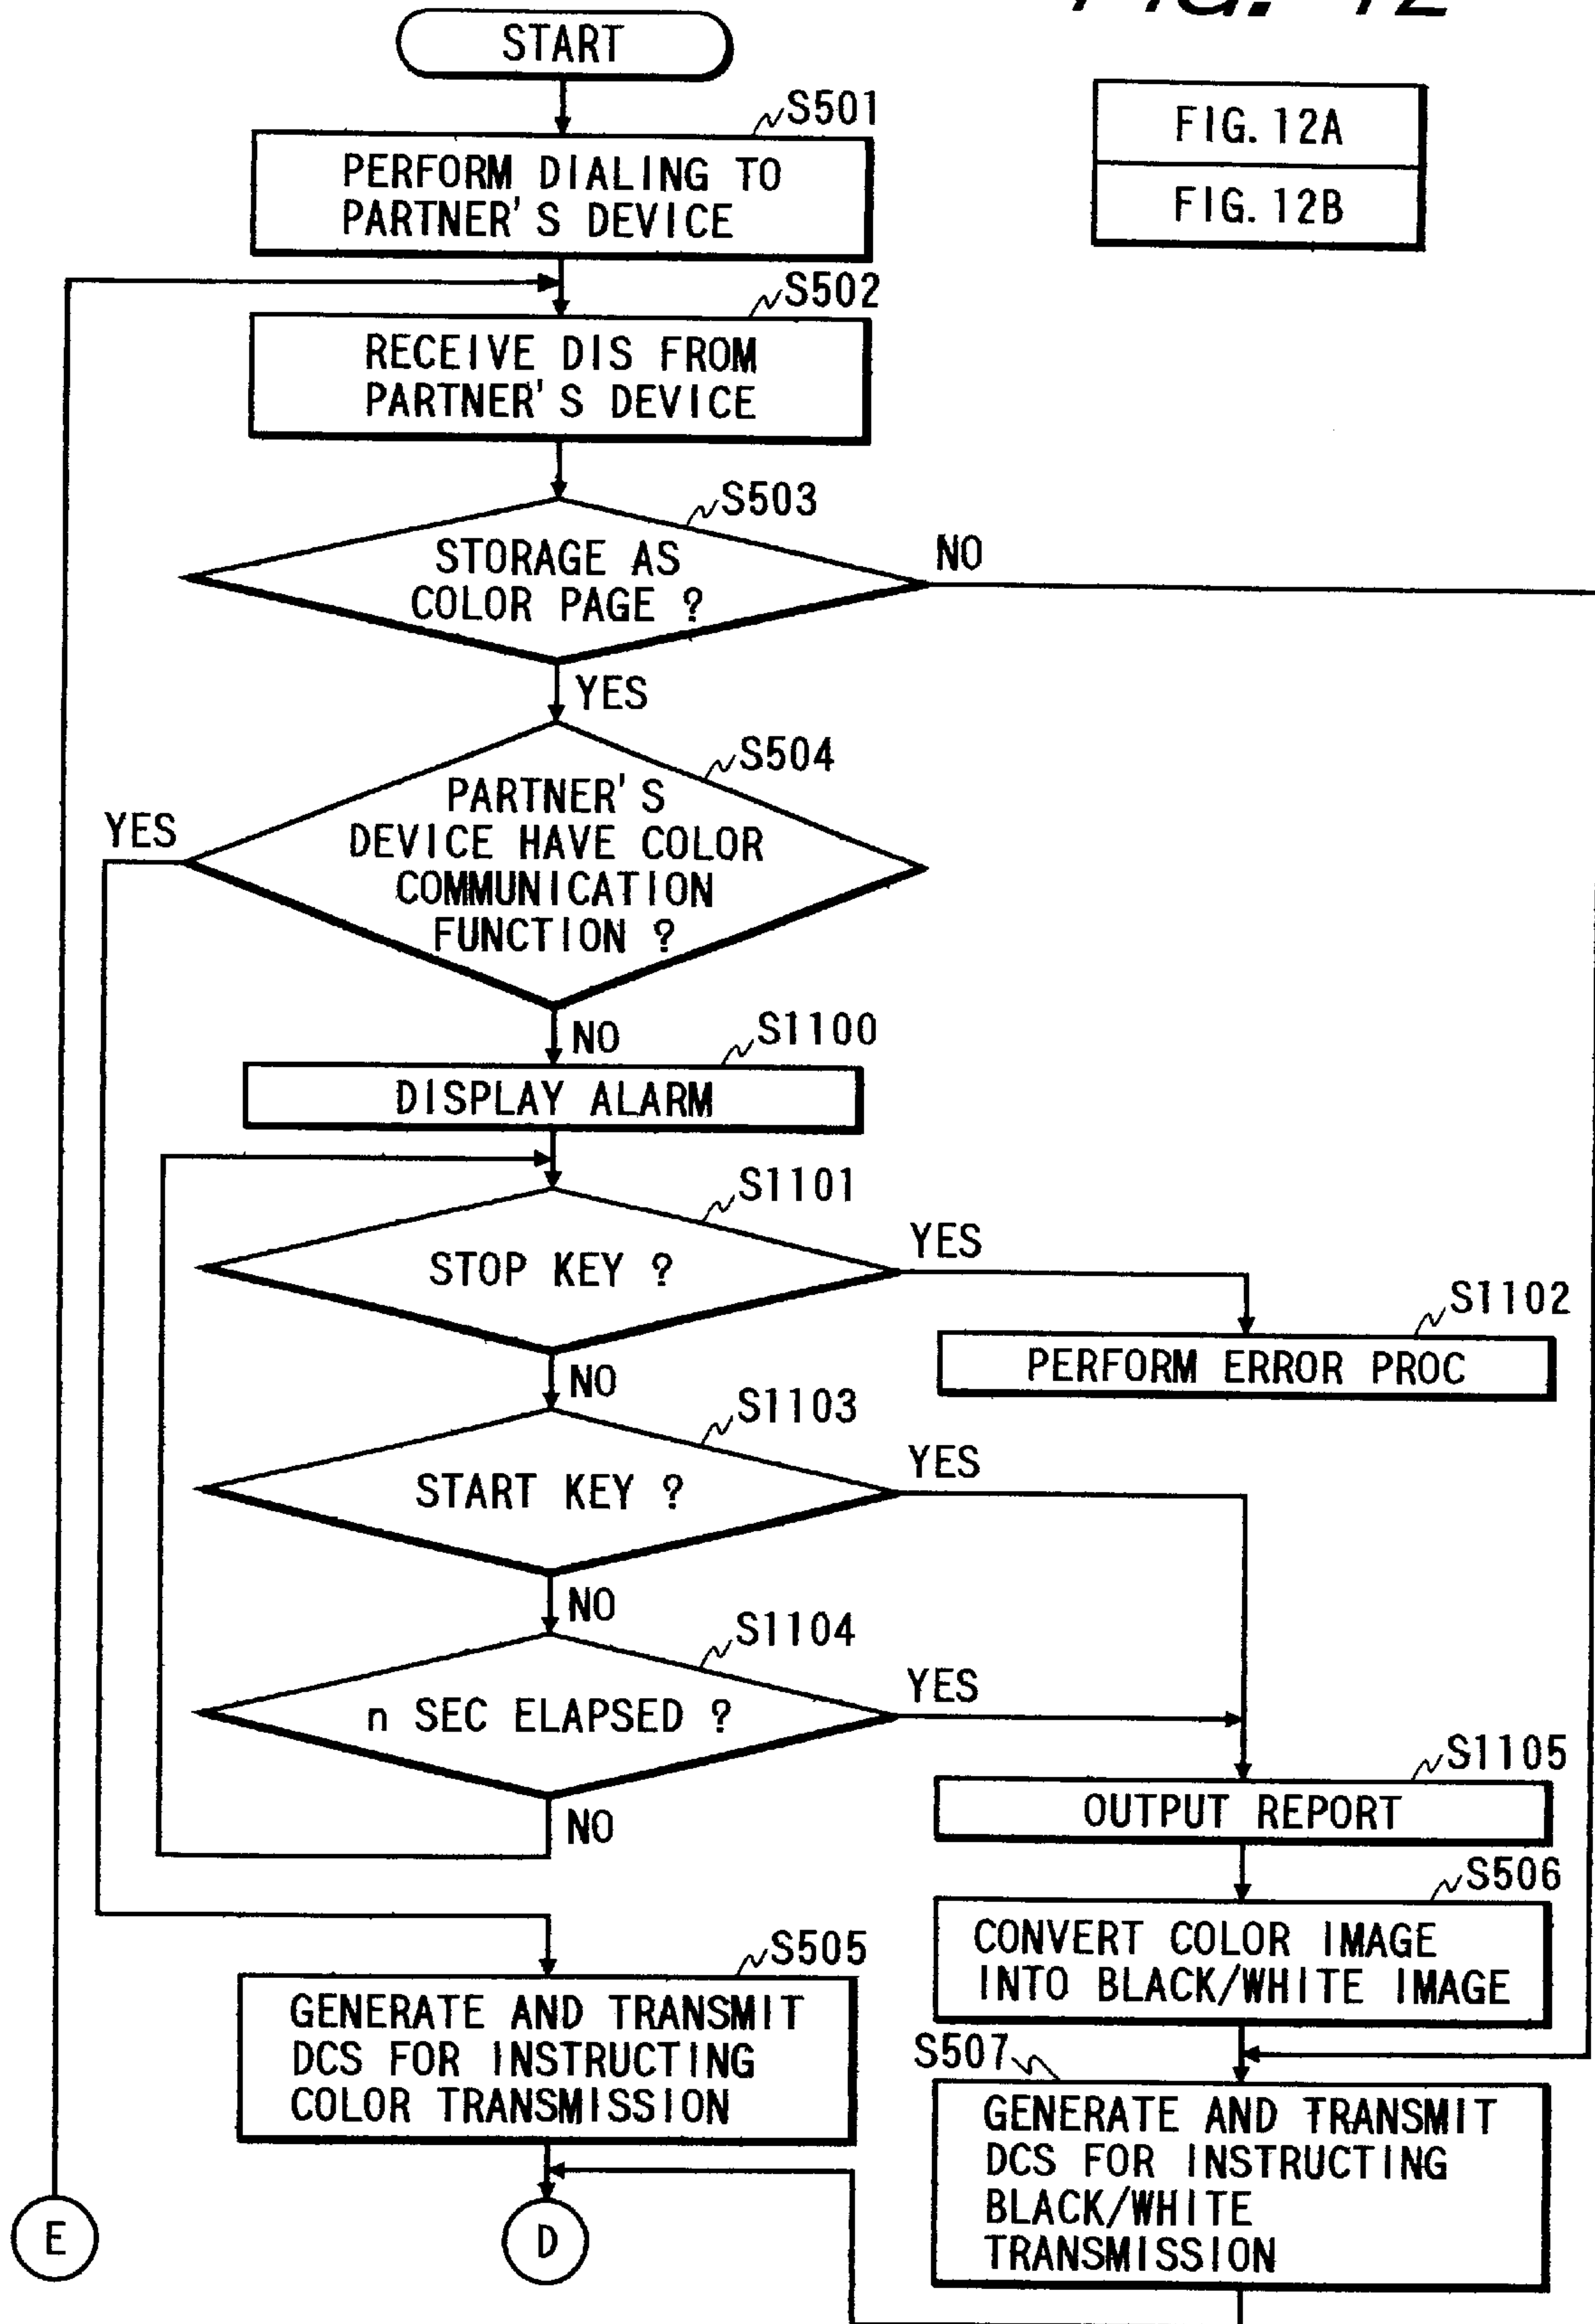 FIG. 12
START
FIG. 12A
FIG. 12B
S501
PERFORM DIALING TO
PARTNER'S DEVICE
S502
RECEIVE DIS FROM
PARTNER'S DEVICE
S503
STORAGE AS
COLOR PAGE ?
NO
YES
S504
PARTNER'S
DEVICE HAVE COLOR
COMMUNICATION
FUNCTION ?
YES
NO
S1100
DISPLAY ALARM
S1101
STOP KEY ?
YES
S1102
PERFORM ERROR PROC
NO
S1103
START KEY ?
YES
NO
S1104
n SEC ELAPSED ?
YES
NO
S1105
OUTPUT REPORT
S506
CONVERT COLOR IMAGE
INTO BLACK/WHITE IMAGE
S505
GENERATE AND TRANSMIT
DCS FOR INSTRUCTING
COLOR TRANSMISSION
S507
GENERATE AND TRANSMIT
DCS FOR INSTRUCTING
BLACK/WHITE
TRANSMISSION
E
D